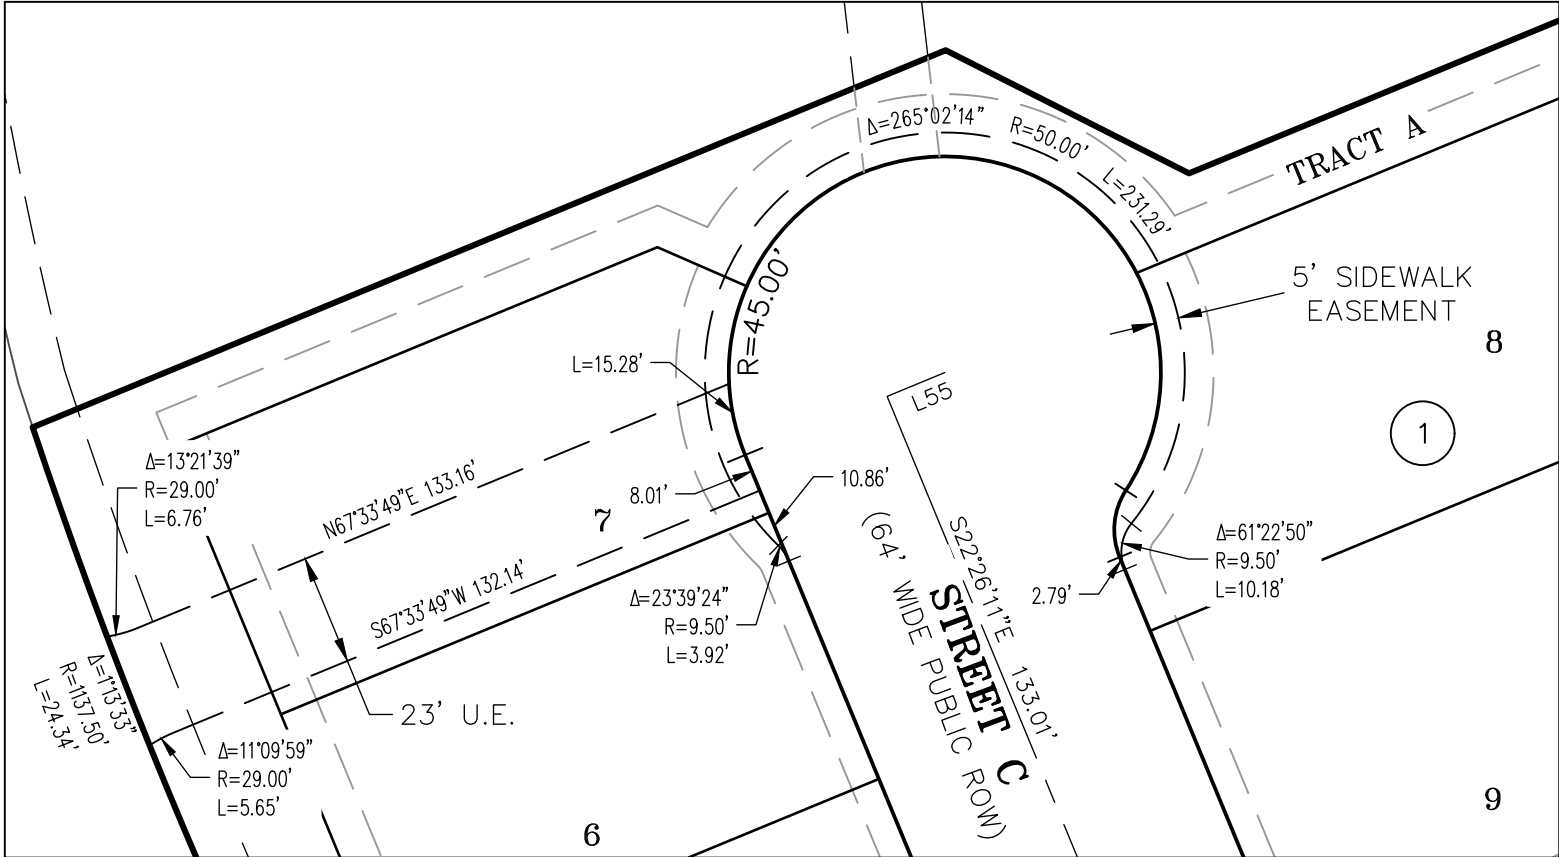 Δ=265°02'14"
R=50.00'
L=231.29'
TRACT A
R=45.00'
5' SIDEWALK
EASEMENT
8
L=15.28'
L55
1
Δ=13°21'39"
R=29.00'
L=6.76'
N67°33'49"E 133.16'
7
8.01'
10.86'
S22°26'11"E 133.01'
STREET C
(64' WIDE PUBLIC ROW)
Δ=61°22'50"
R=9.50'
L=10.18'
2.79'
S67°33'49"W 132.14'
Δ=23°39'24"
R=9.50'
L=3.92'
Δ=1°13'33"
R=1137.50'
L=24.34'
23' U.E.
Δ=11°09'59"
R=29.00'
L=5.65'
6
9